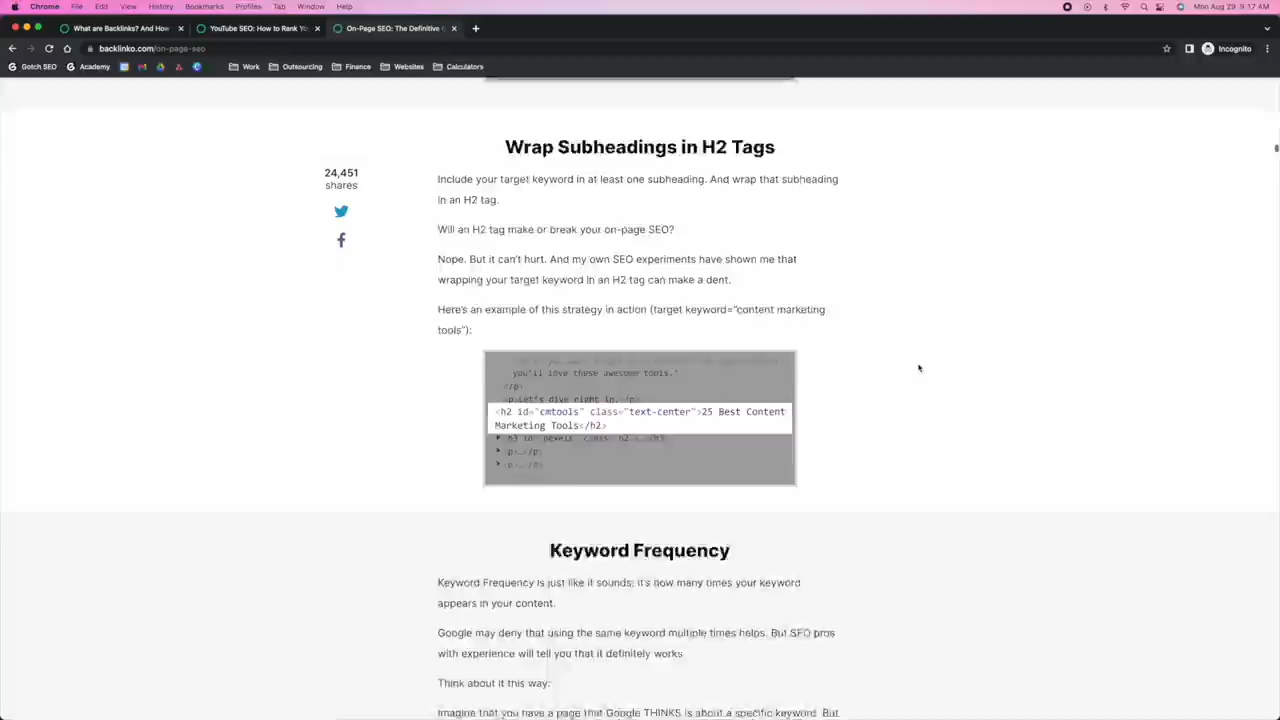 Chrome File Edit View History Bookmarks Profiles Tab Window Help Mon Aug 29 9:17 AM
What are Backlinks? And How YouTube SEO: How to Rank Yo On-Page SEO: The Definitive
backlinko.com/on-page-seo Incognito
Gotch SEO Academy Work Outsourcing Finance Websites Calculators
Wrap Subheadings in H2 Tags
24,451
shares
Include your target keyword in at least one subheading. And wrap that subheading
in an H2 tag.
Will an H2 tag make or break your on-page SEO?
Nope. But it can't hurt. And my own SEO experiments have shown me that
wrapping your target keyword in an H2 tag can make a dent.
Here's an example of this strategy in action (target keyword="content marketing
tools"):
you'll love these awesome tools."
</p>
<p>Let's dive right in.</p>
<h2 id="cmtools" class="text-center">25 Best Content
Marketing Tools</h2>
<p>…</p>
<p>…</p>
Keyword Frequency
Keyword Frequency is just like it sounds: it's how many times your keyword
appears in your content.
Google may deny that using the same keyword multiple times helps. But SEO pros
with experience will tell you that it definitely works.
Think about it this way:
Imagine that you have a page that Google THINKS is about a specific keyword. But